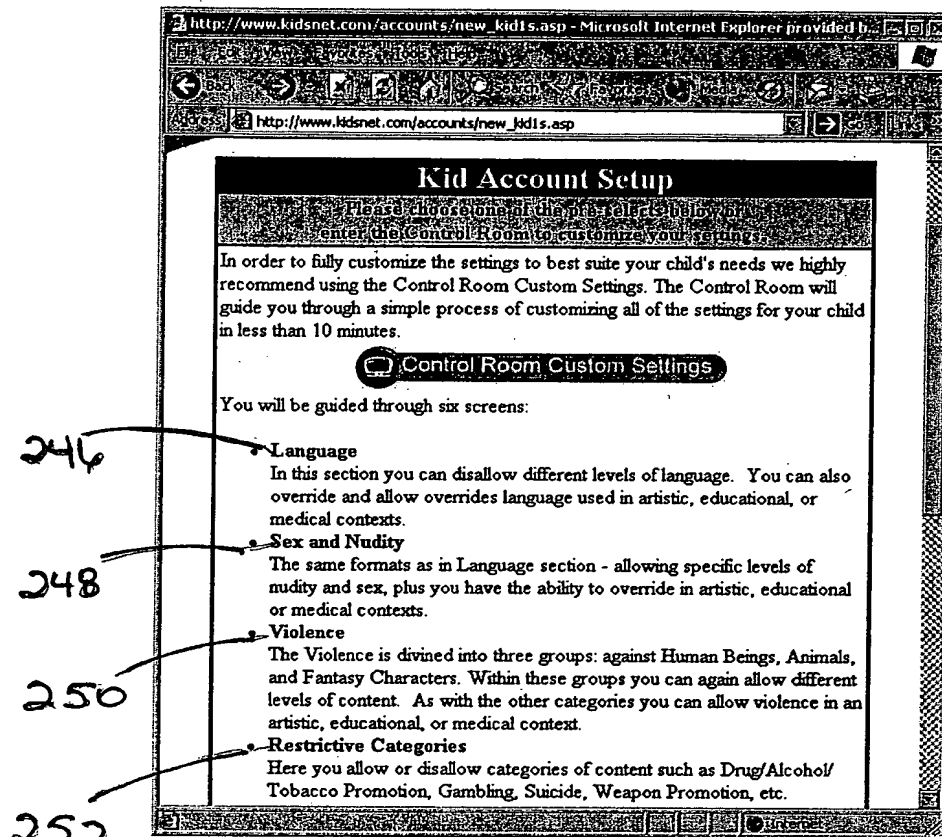 http://www.kidsnet.com/accounts/new_kid1s.asp - Microsoft Internet Explorer provided b...
Back Search Favorites Media
Address http://www.kidsnet.com/accounts/new_kid1s.asp Go Links
Kid Account Setup
Please choose one of the pre-selects below or
enter the Control Room to customize your settings.
In order to fully customize the settings to best suite your child's needs we highly
recommend using the Control Room Custom Settings. The Control Room will
guide you through a simple process of customizing all of the settings for your child
in less than 10 minutes.
Control Room Custom Settings
You will be guided through six screens:
246
• Language
In this section you can disallow different levels of language. You can also
override and allow overrides language used in artistic, educational, or
medical contexts.
248
• Sex and Nudity
The same formats as in Language section - allowing specific levels of
nudity and sex, plus you have the ability to override in artistic, educational
or medical contexts.
250
• Violence
The Violence is divined into three groups: against Human Beings, Animals,
and Fantasy Characters. Within these groups you can again allow different
levels of content. As with the other categories you can allow violence in an
artistic, educational, or medical context.
252
• Restrictive Categories
Here you allow or disallow categories of content such as Drug/Alcohol/
Tobacco Promotion, Gambling, Suicide, Weapon Promotion, etc.
Internet